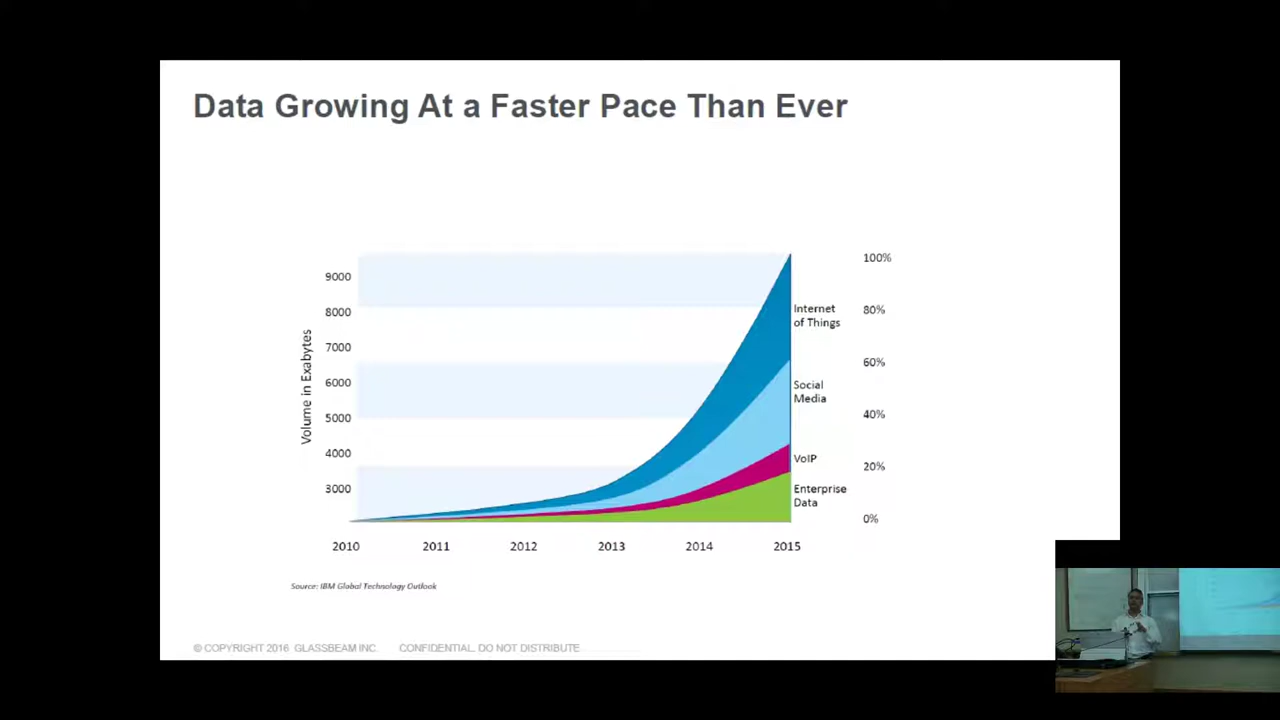 Data Growing At a Faster Pace Than Ever
Volume in Exabytes
9000
8000
7000
6000
5000
4000
3000
2010 2011 2012 2013 2014 2015
Internet
of Things
Social
Media
VoIP
Enterprise
Data
100%
80%
60%
40%
20%
0%
Source: IBM Global Technology Outlook
© COPYRIGHT 2016 GLASSBEAM INC. CONFIDENTIAL. DO NOT DISTRIBUTE